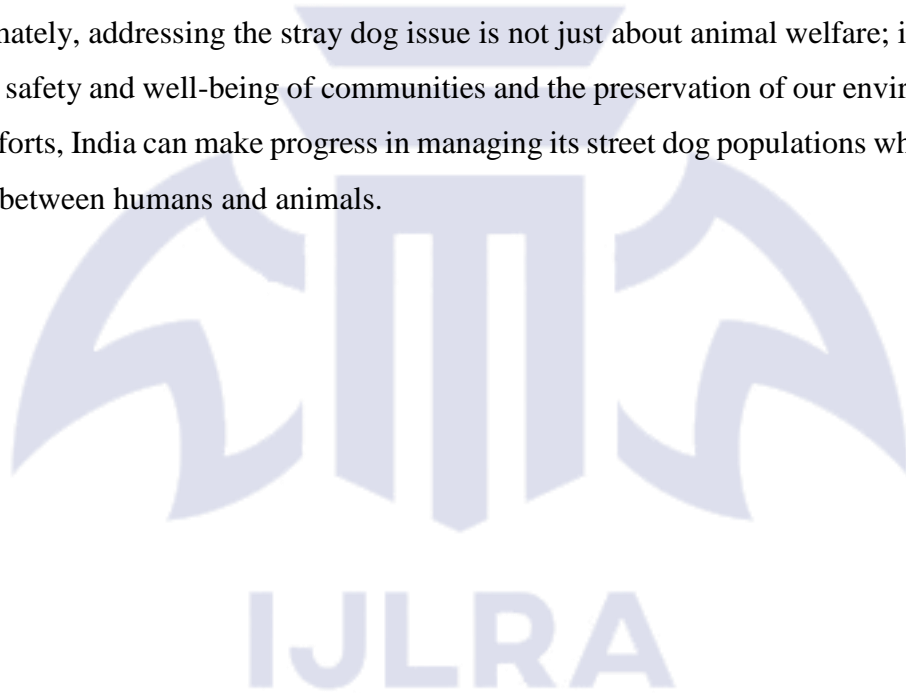 mately, addressing the stray dog issue is not just about animal welfare; i
safety and well-being of communities and the preservation of our envir
forts, India can make progress in managing its street dog populations wh
between humans and animals.
IJLRA